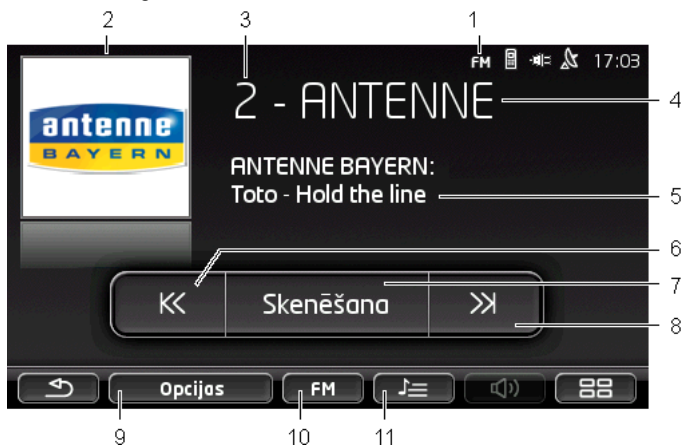 2
3
1
FM 17:03
antenne
BAYERN
2 - ANTENNE
4
ANTENNE BAYERN:
Toto - Hold the line
5
6
Skenēšana
7
8
Opcijas
FM
9
10
11